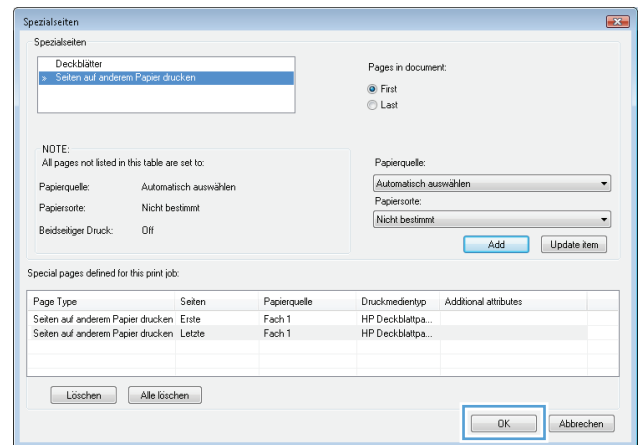 Spezialseiten
Spezialseiten
Deckblätter
» Seiten auf anderem Papier drucken
Pages in document:
First
Last
NOTE:
All pages not listed in this table are set to:
Papierquelle: Automatisch auswählen
Papiersorte: Nicht bestimmt
Beidseitiger Druck: Off
Papierquelle:
Automatisch auswählen
Papiersorte:
Nicht bestimmt
Add Update item
Special pages defined for this print job:
Page Type Seiten Papierquelle Druckmedientyp Additional attributes
Seiten auf anderem Papier drucken Erste Fach 1 HP Deckblattpa...
Seiten auf anderem Papier drucken Letzte Fach 1 HP Deckblattpa...
Löschen Alle löschen
OK Abbrechen